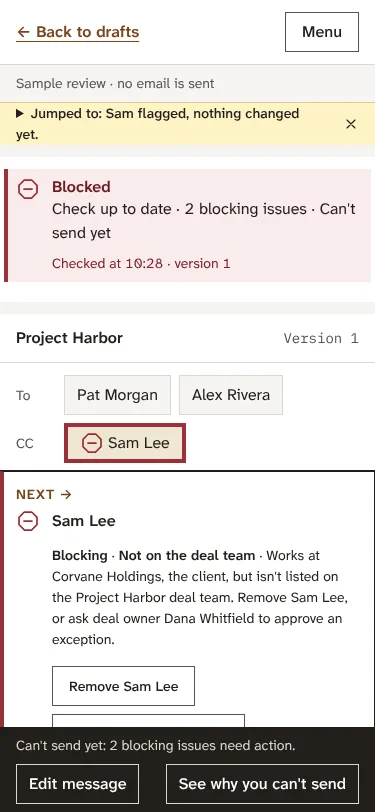 ← Back to drafts
Menu
Sample review · no email is sent
▶ Jumped to: Sam flagged, nothing changed
yet.
×
Blocked
Check up to date · 2 blocking issues · Can't
send yet
Checked at 10:28 · version 1
Project Harbor
Version 1
To
Pat Morgan
Alex Rivera
CC
Sam Lee
NEXT →
Sam Lee
Blocking · Not on the deal team · Works at
Corvane Holdings, the client, but isn't listed on
the Project Harbor deal team. Remove Sam Lee,
or ask deal owner Dana Whitfield to approve an
exception.
Remove Sam Lee
Can't send yet: 2 blocking issues need action.
Edit message
See why you can't send